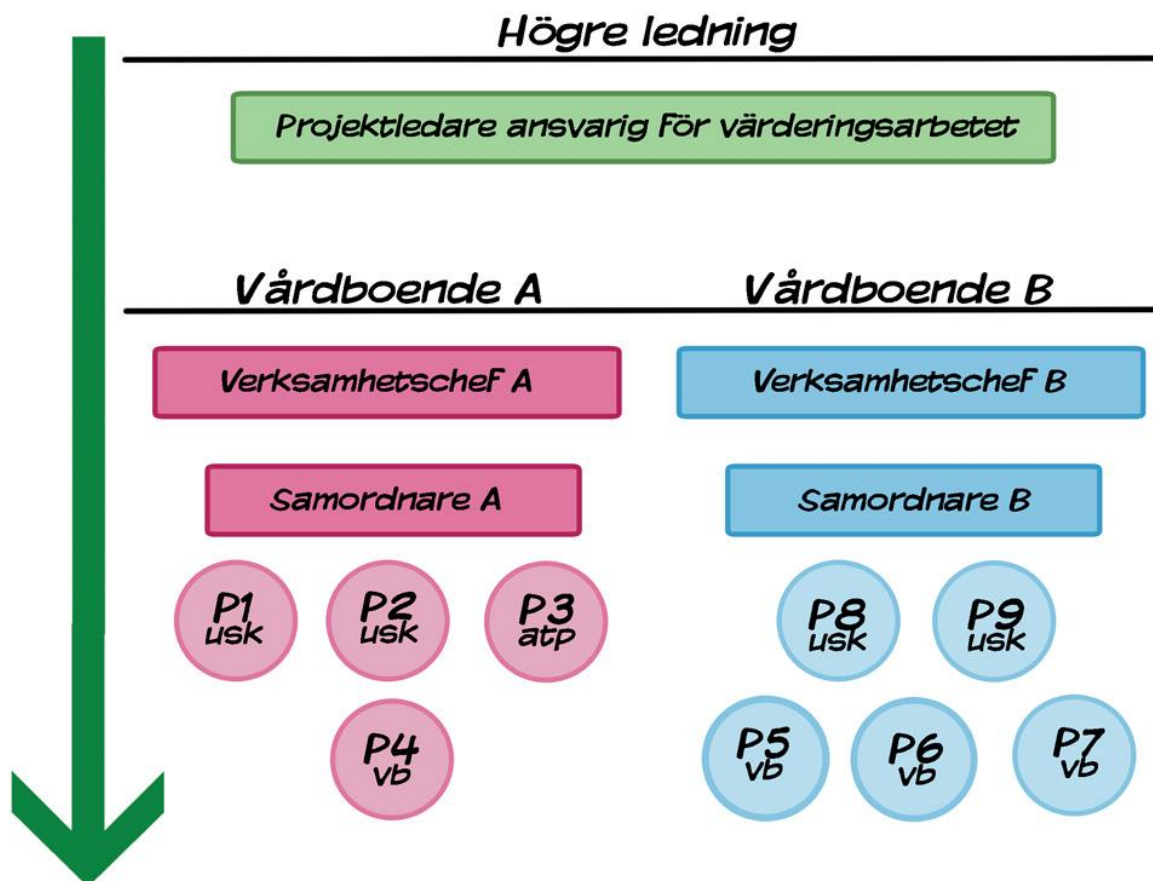 Högre ledning
Projektledare ansvarig för värderingsarbetet
Vårdboende A
Vårdboende B
Verksamhetschef A
Verksamhetschef B
Samordnare A
Samordnare B
P1
usk
P2
usk
P3
atp
P8
usk
P9
usk
P4
vb
P5
vb
P6
vb
P7
vb